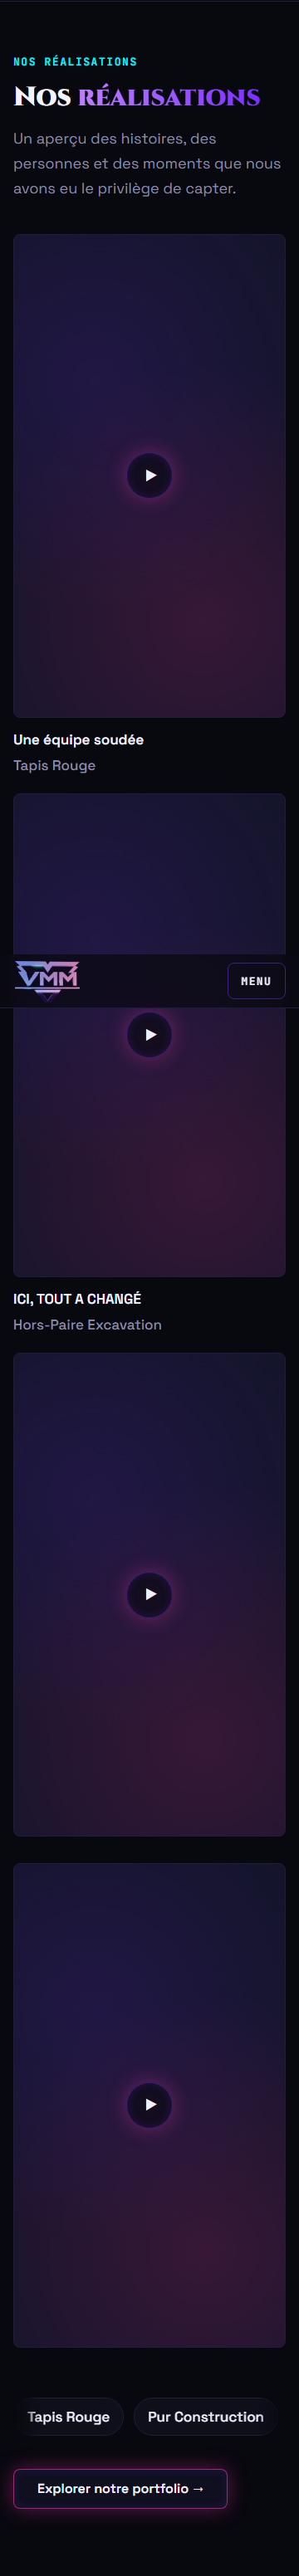 NOS RÉALISATIONS
Nos réalisations
Un aperçu des histoires, des
personnes et des moments que nous
avons eu le privilège de capter.
Une équipe soudée
Tapis Rouge
VMM
MENU
ICI, TOUT A CHANGÉ
Hors-Paire Excavation
Tapis Rouge
Pur Construction
Explorer notre portfolio →